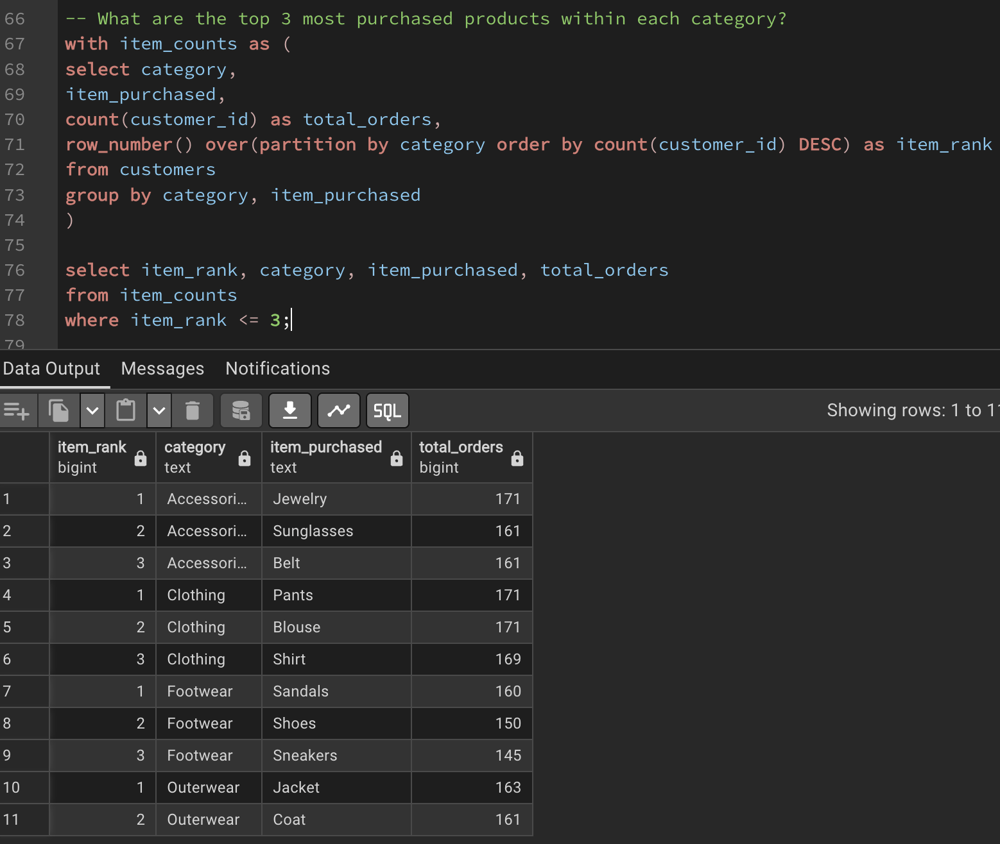 66 -- What are the top 3 most purchased products within each category?
67 with item_counts as (
68 select category,
69 item_purchased,
70 count(customer_id) as total_orders,
71 row_number() over(partition by category order by count(customer_id) DESC) as item_rank
72 from customers
73 group by category, item_purchased
74 )
75
76 select item_rank, category, item_purchased, total_orders
77 from item_counts
78 where item_rank <= 3;
79
Data Output Messages Notifications
SQL Showing rows: 1 to 11
item_rank category item_purchased total_orders
bigint text text bigint
1 1 Accessori... Jewelry 171
2 2 Accessori... Sunglasses 161
3 3 Accessori... Belt 161
4 1 Clothing Pants 171
5 2 Clothing Blouse 171
6 3 Clothing Shirt 169
7 1 Footwear Sandals 160
8 2 Footwear Shoes 150
9 3 Footwear Sneakers 145
10 1 Outerwear Jacket 163
11 2 Outerwear Coat 161